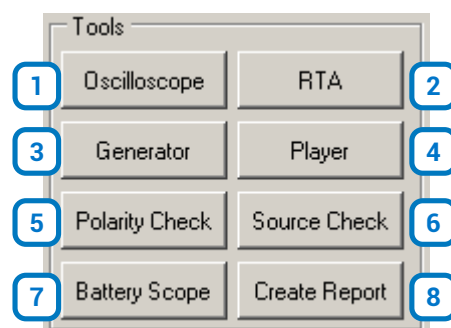 Tools
1 Oscilloscope RTA 2
3 Generator Player 4
5 Polarity Check Source Check 6
7 Battery Scope Create Report 8